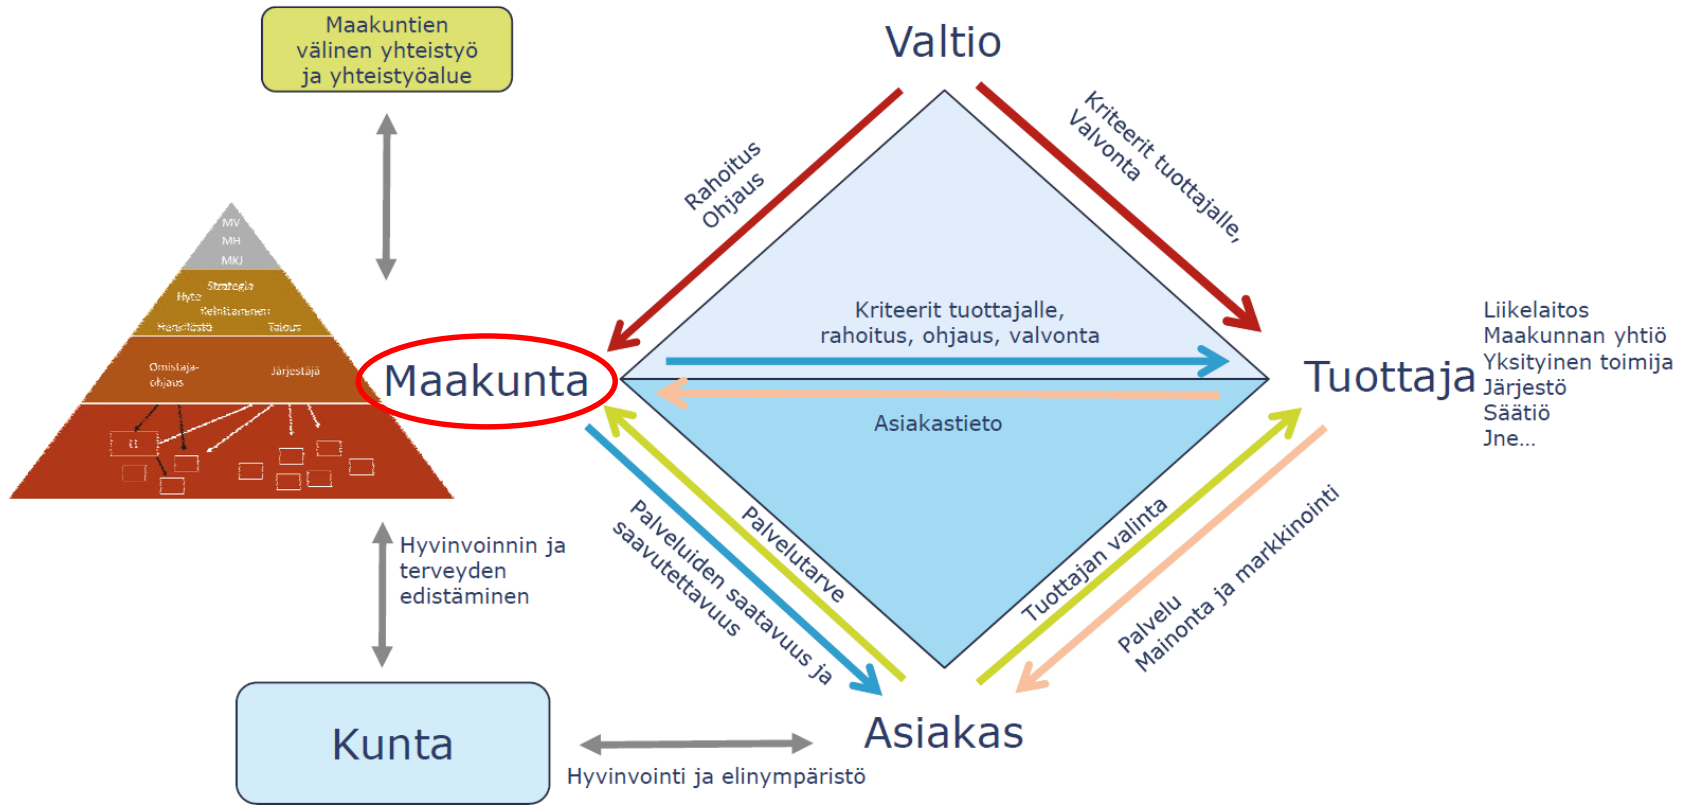 Maakuntien
välinen yhteistyö
ja yhteistyöalue
Valtio
Rahoitus
Ohjaus
Kriteerit tuottajalle,
Valvonta
MV
MH
MKJ
Strategia
Hyte
Kehittäminen
Henkilöstö
Talous
Omistaja-
ohjaus
Järjestäjä
Maakunta
Kriteerit tuottajalle,
rahoitus, ohjaus, valvonta
Asiakastieto
Tuottaja
Liikelaitos
Maakunnan yhtiö
Yksityinen toimija
Järjestö
Säätiö
Jne...
Hyvinvoinnin ja
terveyden
edistäminen
Palveluiden saatavuus ja
saavutettavuus
Palvelutarve
Tuottajan valinta
Palvelu
Mainonta ja markkinointi
Kunta
Asiakas
Hyvinvointi ja elinympäristö